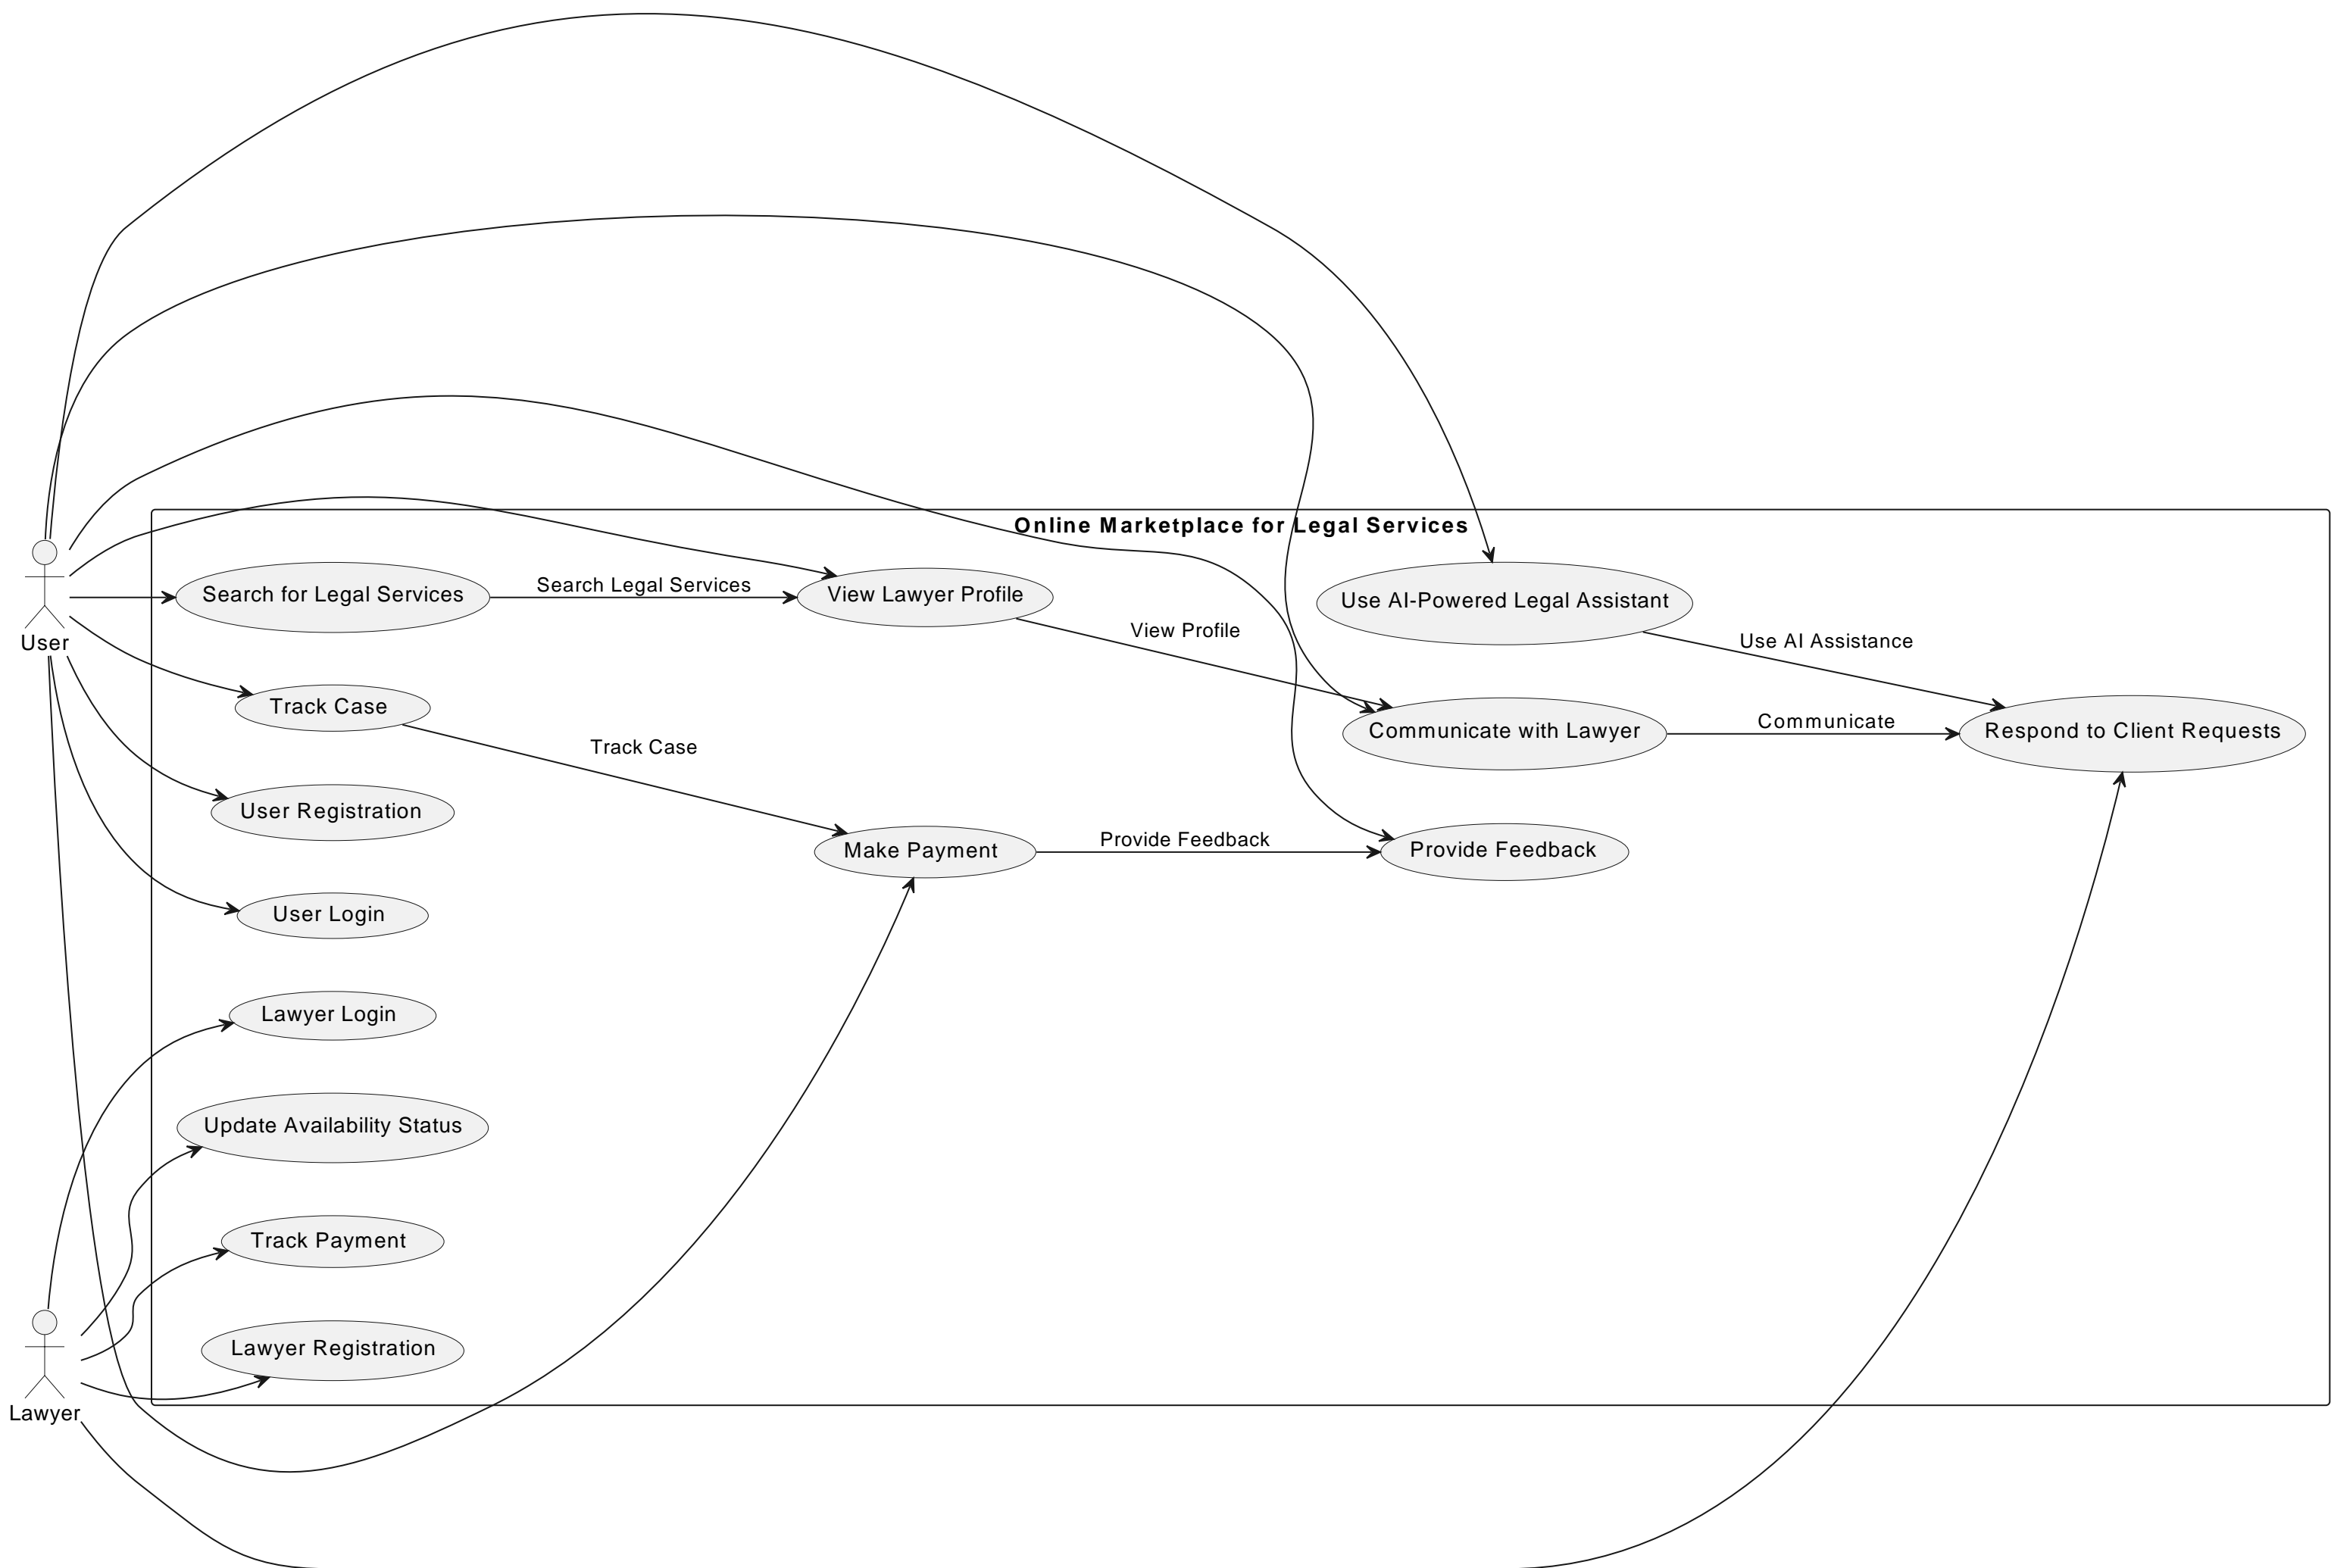 Online Marketplace for Legal Services
User
Search for Legal Services
Search Legal Services
View Lawyer Profile
View Profile
Use AI-Powered Legal Assistant
Use AI Assistance
Track Case
Track Case
Communicate with Lawyer
Communicate
Respond to Client Requests
User Registration
Make Payment
Provide Feedback
Provide Feedback
User Login
Lawyer Login
Update Availability Status
Track Payment
Lawyer Registration
Lawyer